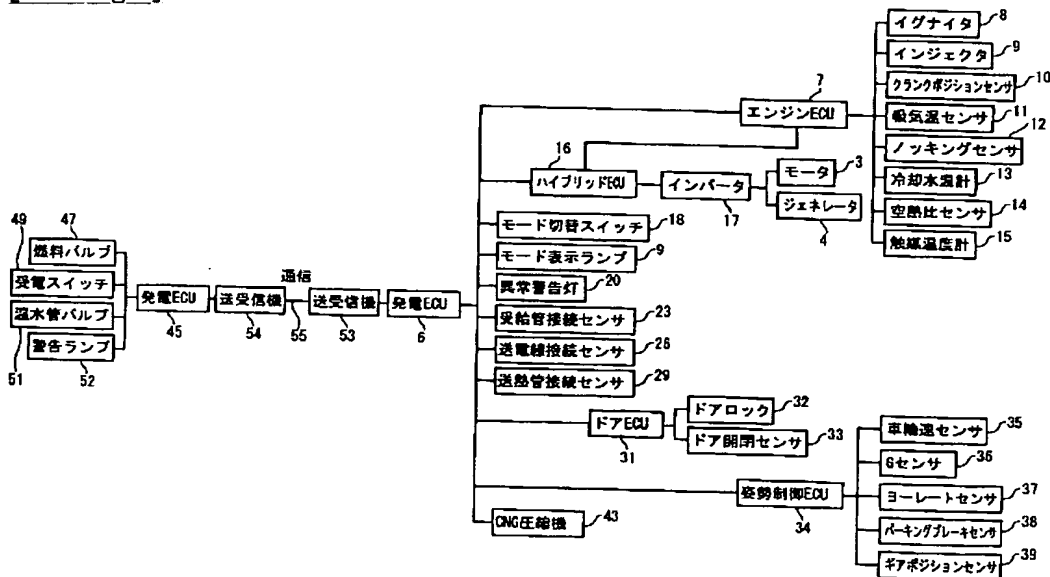 イグナイタ 8
インジェクタ 9
クランクポジションセンサ 10
吸気温センサ 11
ノッキングセンサ 12
冷却水温計 13
空熱比センサ 14
触媒温度計 15
エンジンECU 7
ハイブリッドECU 16
インバータ 17
モータ 3
ジェネレータ 4
モード切替スイッチ 18
モード表示ランプ 9
異常警告灯 20
受給管接続センサ 23
送電線接続センサ 26
送熱管接続センサ 29
ドアECU 31
ドアロック 32
ドア開閉センサ 33
姿勢制御ECU 34
車輪速センサ 35
Gセンサ 36
ヨーレートセンサ 37
パーキングブレーキセンサ 38
ギアポジションセンサ 39
CNG圧縮機 43
燃料バルブ 47
受電スイッチ 49
温水管バルブ 51
警告ランプ 52
発電ECU 45
送受信機 54
通信 55
送受信機 53
発電ECU 6